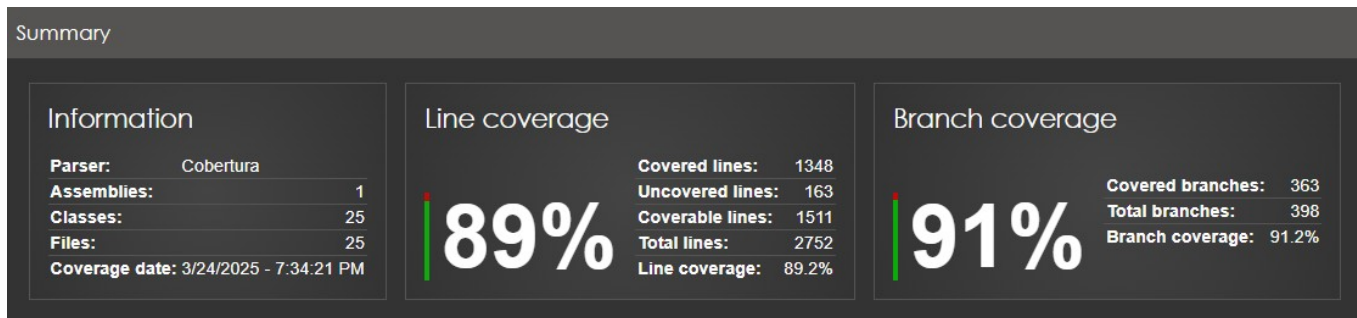 Summary
Information
Parser: Cobertura
Assemblies: 1
Classes: 25
Files: 25
Coverage date: 3/24/2025 - 7:34:21 PM
Line coverage
89%
Covered lines: 1348
Uncovered lines: 163
Coverable lines: 1511
Total lines: 2752
Line coverage: 89.2%
Branch coverage
91%
Covered branches: 363
Total branches: 398
Branch coverage: 91.2%